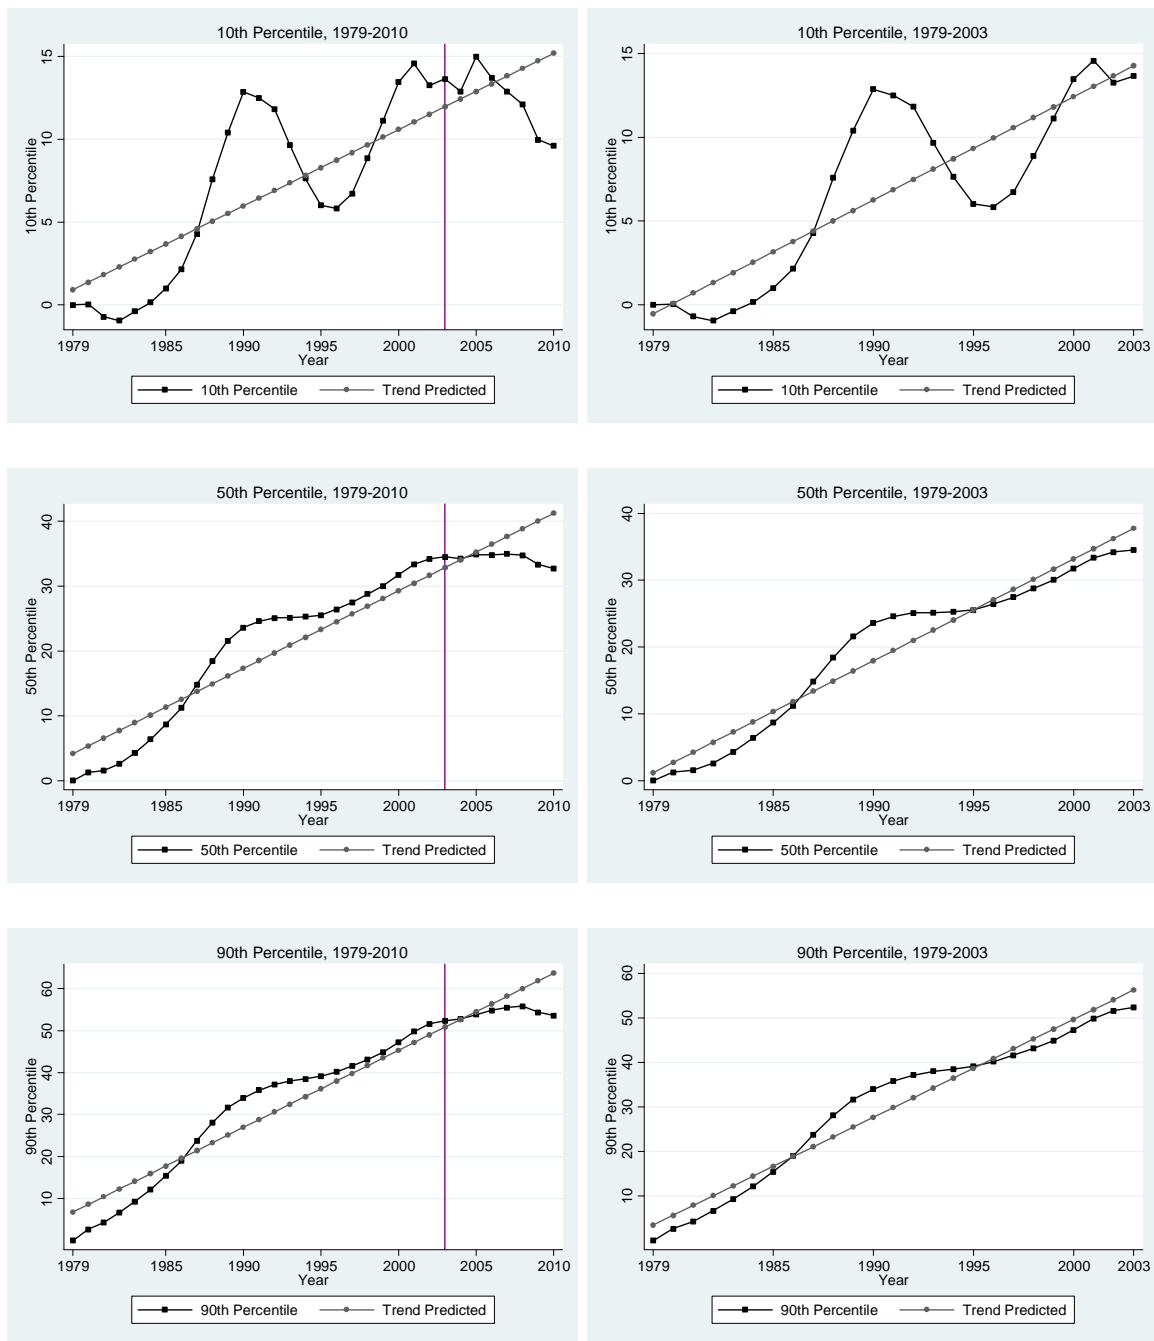 10th Percentile, 1979-2010
10th Percentile
15
10
5
0
1979 1985 1990 1995 2000 2005 2010
Year
10th Percentile Trend Predicted
10th Percentile, 1979-2003
10th Percentile
15
10
5
0
1979 1985 1990 1995 2000 2003
Year
10th Percentile Trend Predicted
50th Percentile, 1979-2010
50th Percentile
40
30
20
10
0
1979 1985 1990 1995 2000 2005 2010
Year
50th Percentile Trend Predicted
50th Percentile, 1979-2003
50th Percentile
40
30
20
10
0
1979 1985 1990 1995 2000 2003
Year
50th Percentile Trend Predicted
90th Percentile, 1979-2010
90th Percentile
60
50
40
30
20
10
1979 1985 1990 1995 2000 2005 2010
Year
90th Percentile Trend Predicted
90th Percentile, 1979-2003
90th Percentile
60
50
40
30
20
10
1979 1985 1990 1995 2000 2003
Year
90th Percentile Trend Predicted